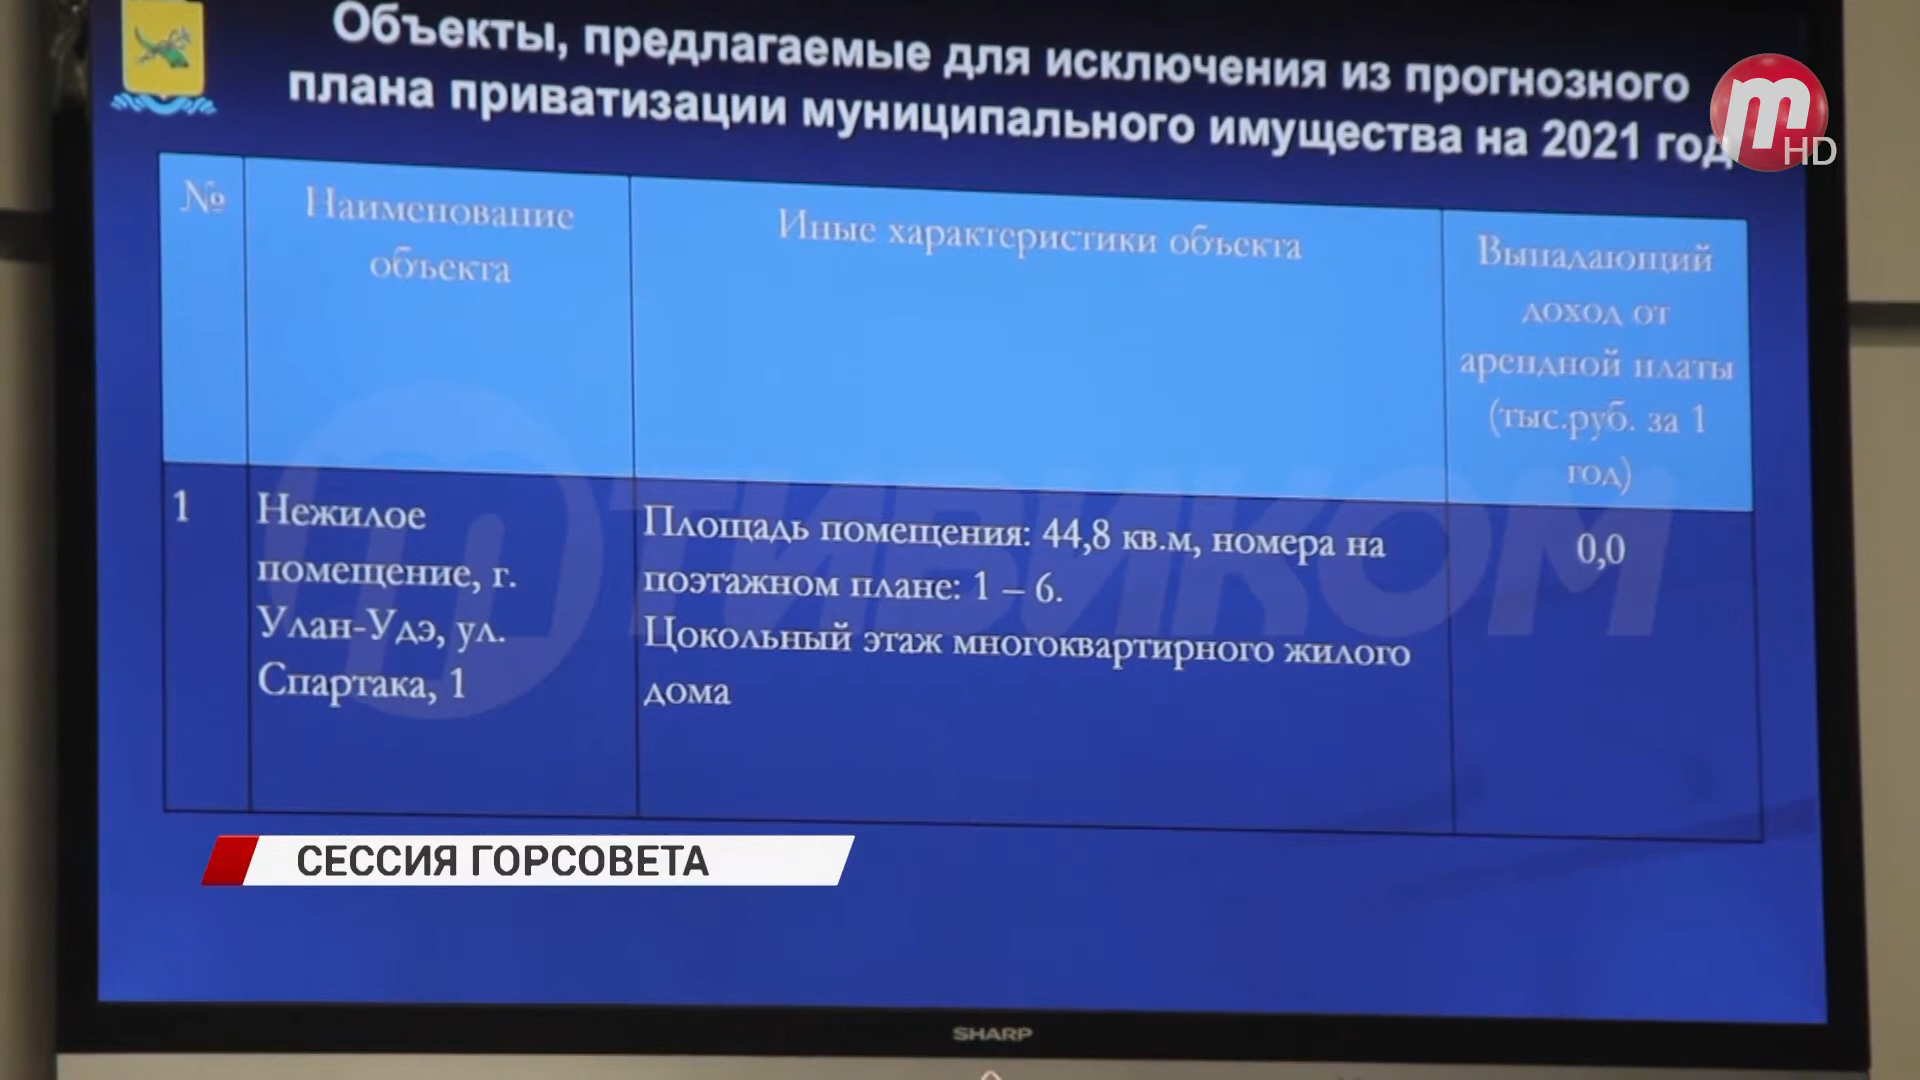 Объекты, предлагаемые для исключения из прогнозного
плана приватизации муниципального имущества на 2021 год
m HD
№
Наименование
объекта
Иные характеристики объекта
Выпадающий
доход от
арендной платы
(тыс.руб. за 1
год)
1
Нежилое
помещение, г.
Улан-Удэ, ул.
Спартака, 1
Площадь помещения: 44,8 кв.м, номера на
поэтажном плане: 1 – 6.
Цокольный этаж многоквартирного жилого
дома
0,0
ТИВИКОМ
СЕССИЯ ГОРСОВЕТА
SHARP